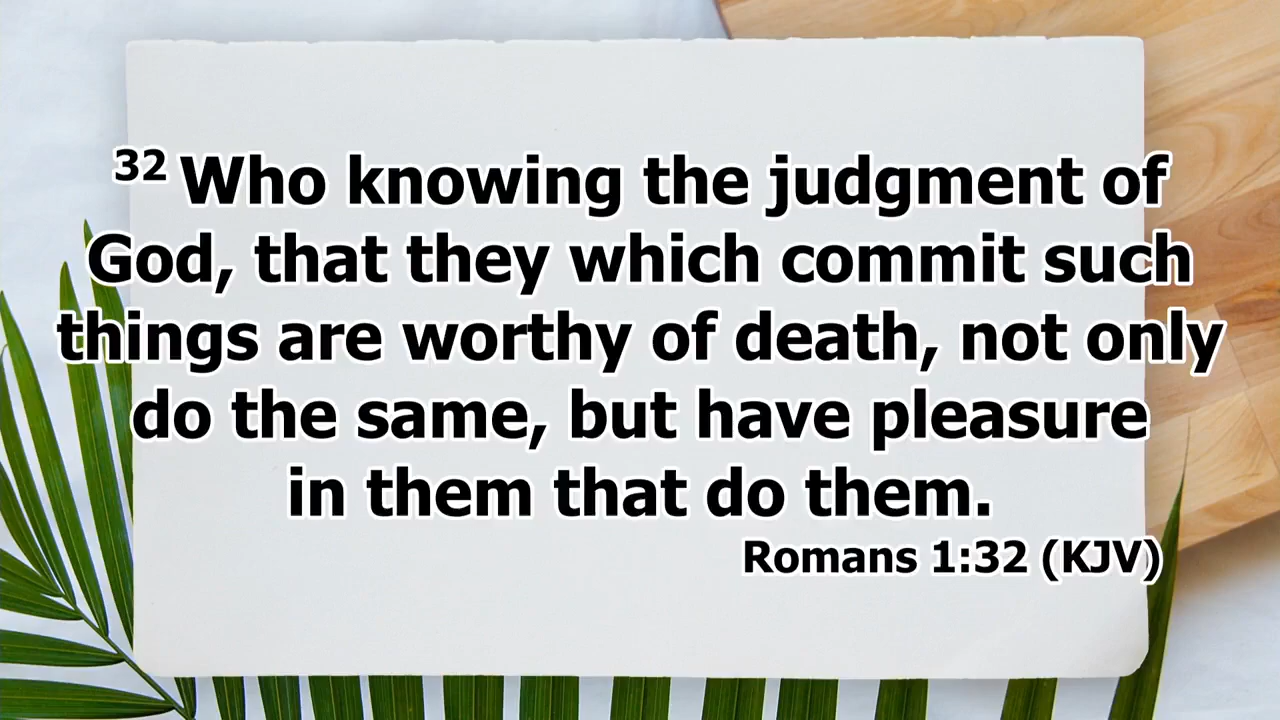 32 Who knowing the judgment of
God, that they which commit such
things are worthy of death, not only
do the same, but have pleasure
in them that do them.
Romans 1:32 (KJV)